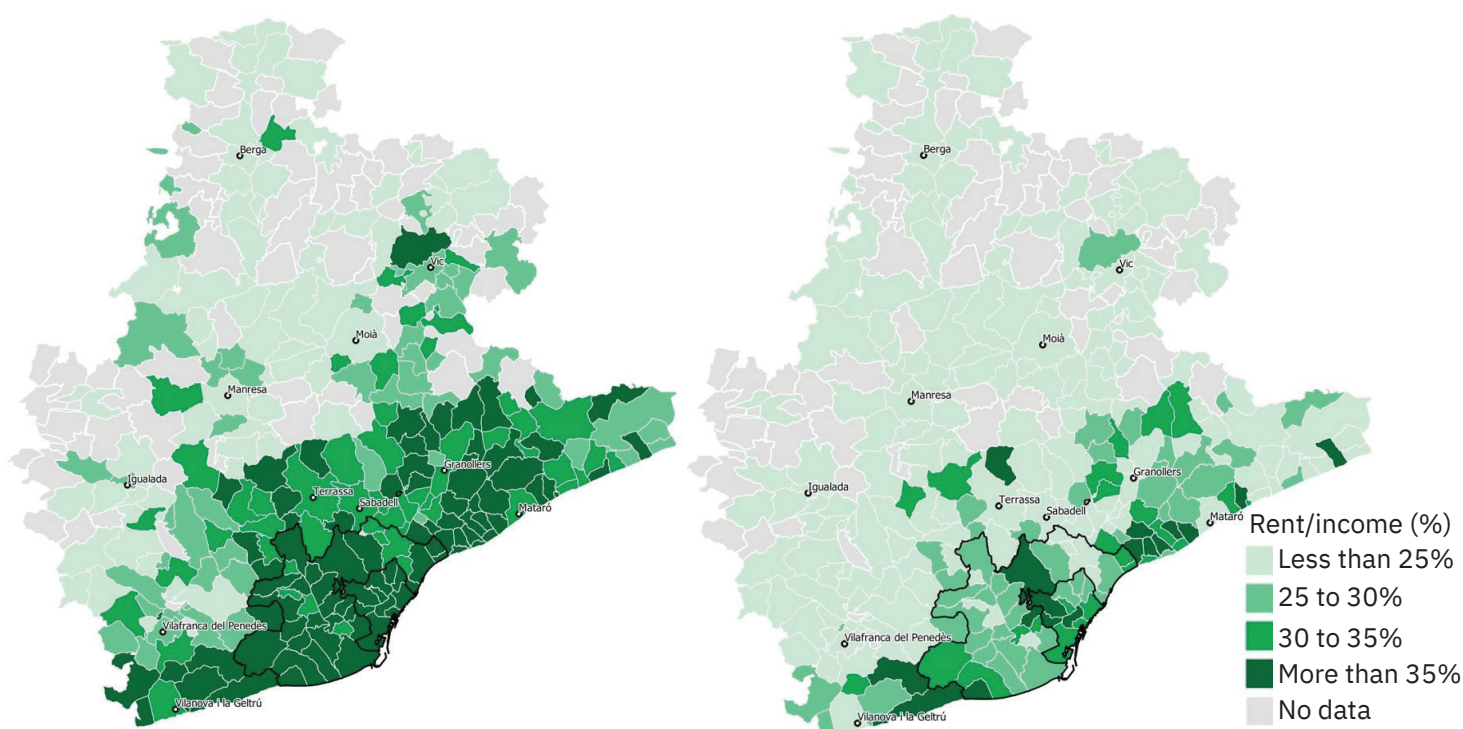 Berga
Vic
Moià
Manresa
Igualada
Granollers
Terrassa
Sabadell
Mataró
Vilafranca del Penedès
Vilanova i la Geltrú
Berga
Vic
Moià
Manresa
Igualada
Granollers
Terrassa
Sabadell
Mataró
Vilafranca del Penedès
Vilanova i la Geltrú
Rent/income (%)
Less than 25%
25 to 30%
30 to 35%
More than 35%
No data